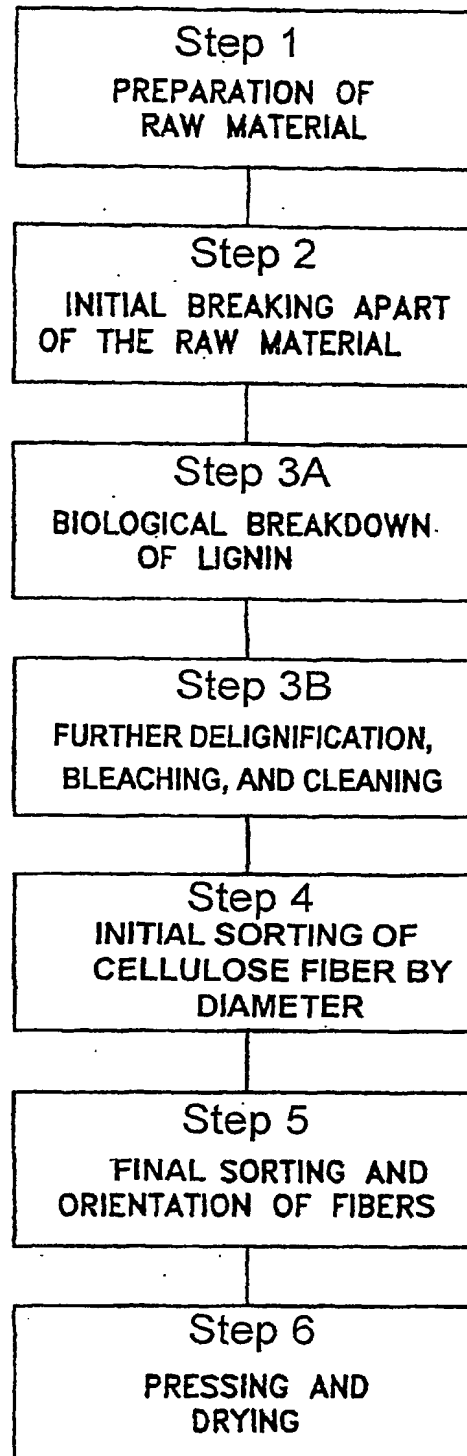 Step 1
PREPARATION OF
RAW MATERIAL
Step 2
INITIAL BREAKING APART
OF THE RAW MATERIAL
Step 3A
BIOLOGICAL BREAKDOWN
OF LIGNIN
Step 3B
FURTHER DELIGNIFICATION,
BLEACHING, AND CLEANING
Step 4
INITIAL SORTING OF
CELLULOSE FIBER BY
DIAMETER
Step 5
FINAL SORTING AND
ORIENTATION OF FIBERS
Step 6
PRESSING AND
DRYING